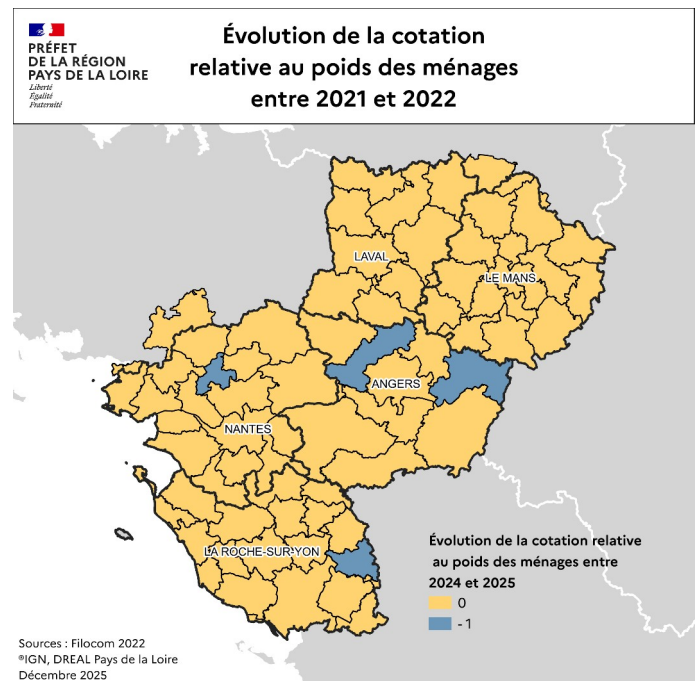 PRÉFET
DE LA RÉGION
PAYS DE LA LOIRE
Liberté
Égalité
Fraternité
Évolution de la cotation
relative au poids des ménages
entre 2021 et 2022
LAVAL
LE MANS
ANGERS
NANTES
LA ROCHE-SUR-YON
Évolution de la cotation relative
au poids des ménages entre
2024 et 2025
0
-1
Sources : Filocom 2022
®IGN, DREAL Pays de la Loire
Décembre 2025